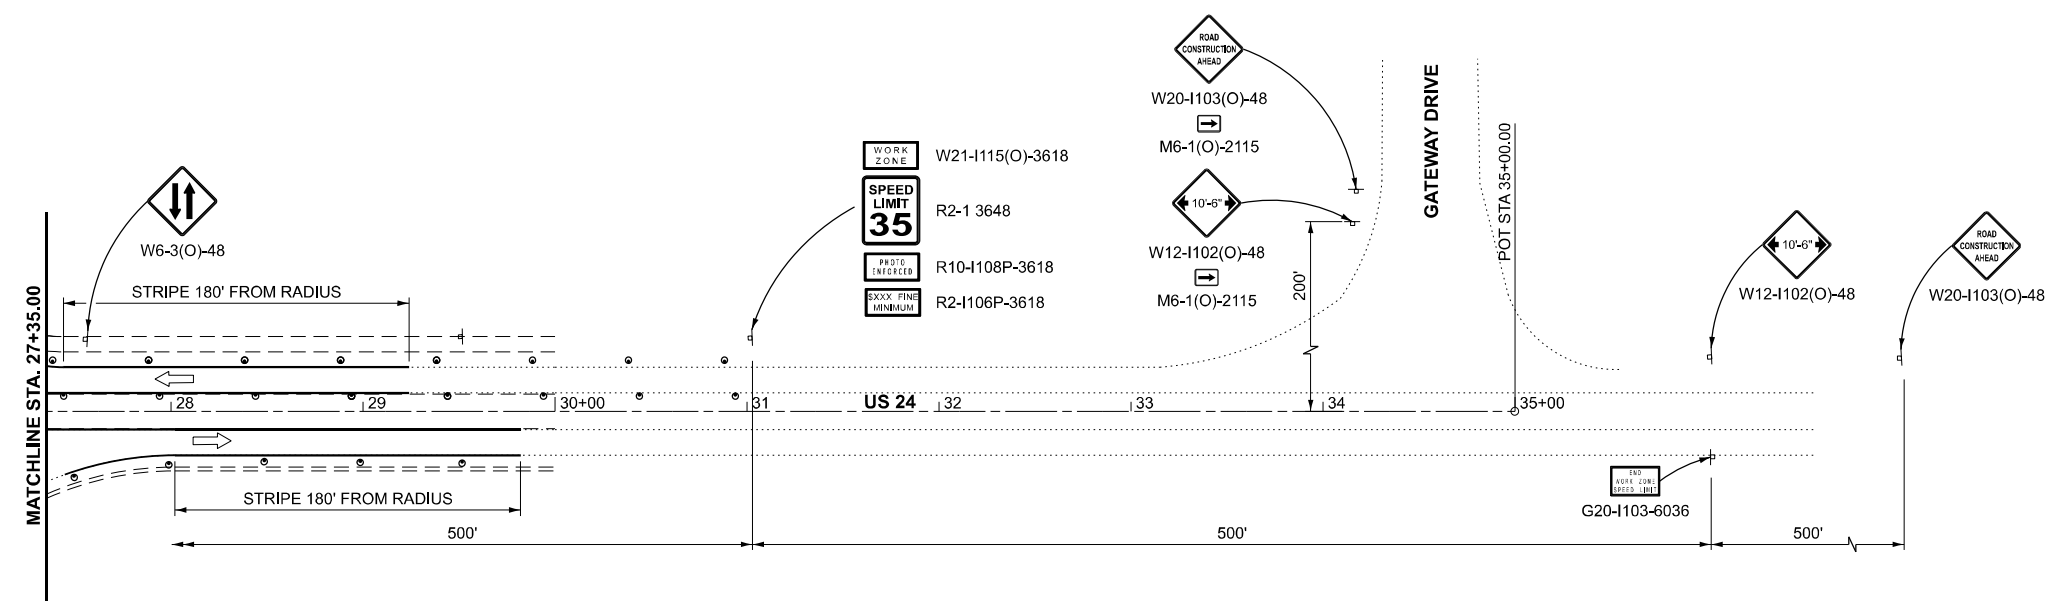 MATCHLINE STA. 27+35.00
W6-3(O)-48
STRIPE 180' FROM RADIUS
WORK
ZONE
W21-I115(O)-3618
SPEED
LIMIT
35
R2-1 3648
PHOTO
ENFORCED
R10-I108P-3618
$XXX FINE
MINIMUM
R2-I106P-3618
ROAD
CONSTRUCTION
AHEAD
W20-I103(O)-48
M6-1(O)-2115
10'-6"
W12-I102(O)-48
M6-1(O)-2115
200'
GATEWAY DRIVE
POT STA 35+00.00
10'-6"
W12-I102(O)-48
ROAD
CONSTRUCTION
AHEAD
W20-I103(O)-48
28
29
30+00
31
US 24
32
33
34
35+00
STRIPE 180' FROM RADIUS
END
WORK ZONE
SPEED LIMIT
G20-I103-6036
500'
500'
500'